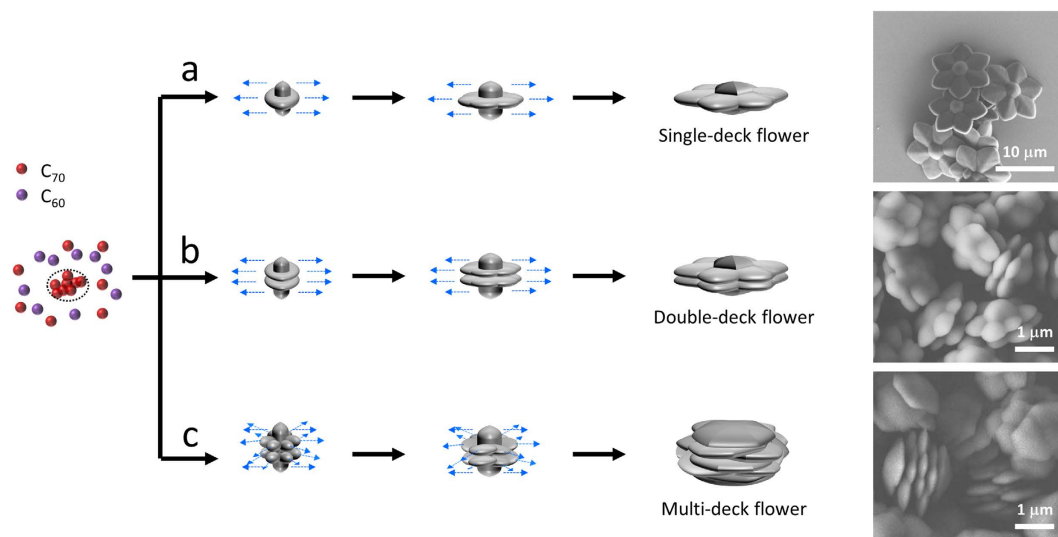 a
Single-deck flower
10 μm
C₇₀
C₆₀
b
Double-deck flower
1 μm
c
Multi-deck flower
1 μm